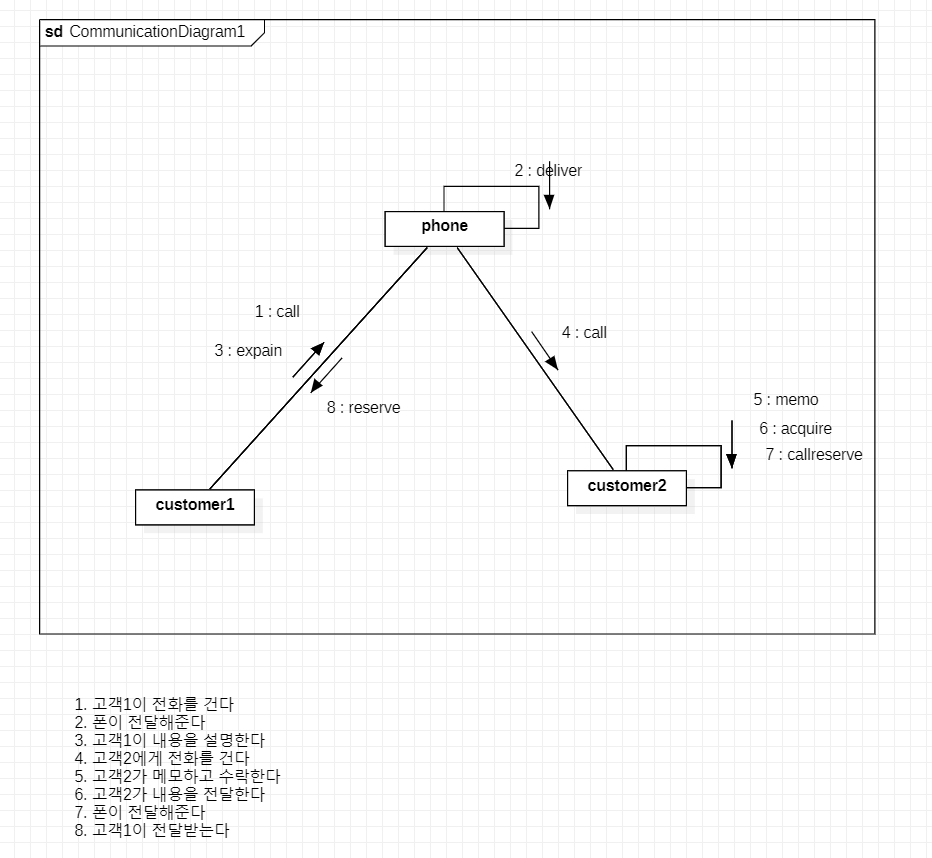 sd CommunicationDiagram1
2 : deliver
phone
1 : call
3 : expain
4 : call
8 : reserve
5 : memo
6 : acquire
7 : callreserve
customer1
customer2
1. 고객1이 전화를 건다
2. 폰이 전달해준다
3. 고객1이 내용을 설명한다
4. 고객2에게 전화를 건다
5. 고객2가 메모하고 수락한다
6. 고객2가 내용을 전달한다
7. 폰이 전달해준다
8. 고객1이 전달받는다